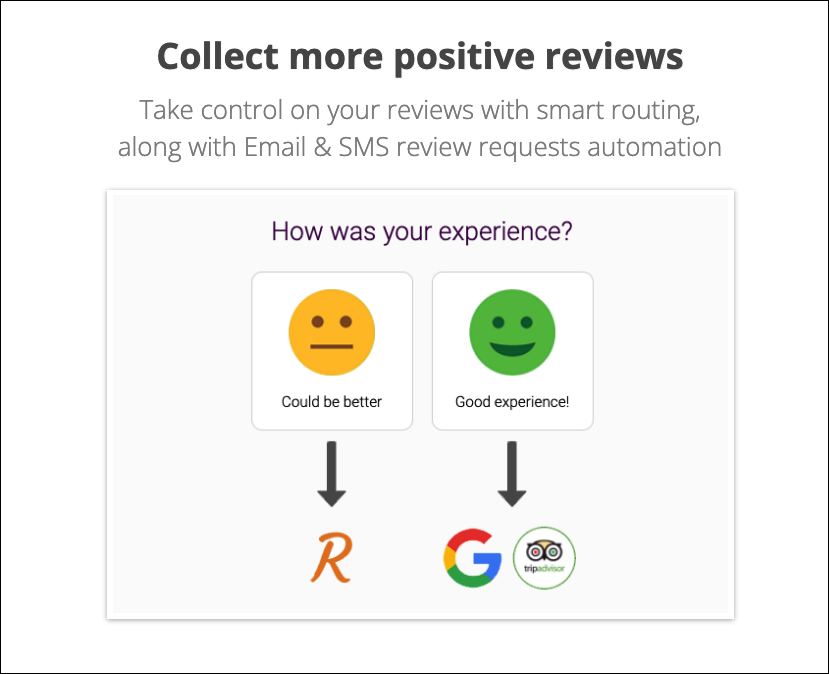 Collect more positive reviews
Take control on your reviews with smart routing,
along with Email & SMS review requests automation
How was your experience?
Could be better
Good experience!
R
G
tripadvisor